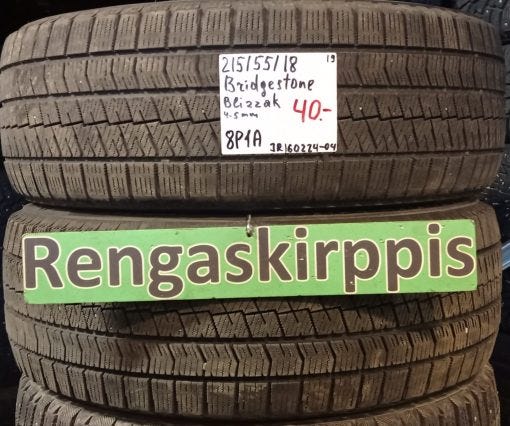 215/55/18 19
Bridgestone
Blizzak 40.-
4-5mm
8P1A JR160224-04
Rengaskirppis